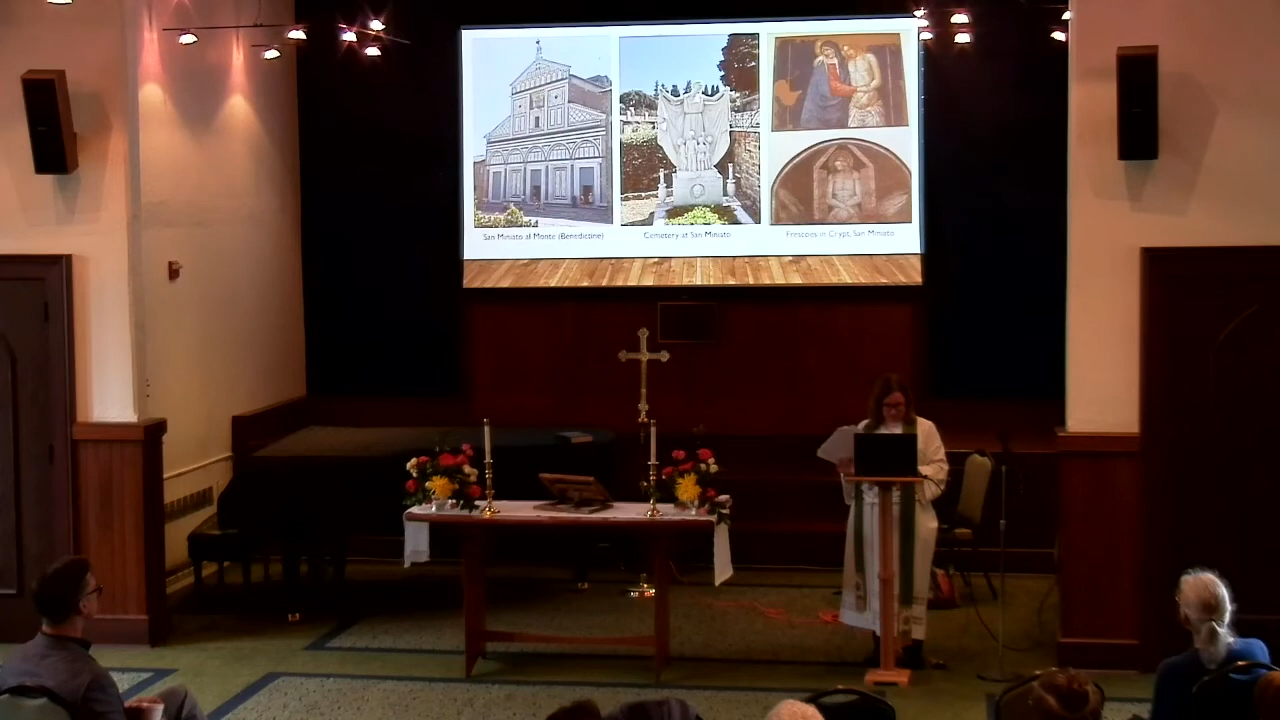 San Miniato al Monte (Benedictine)
Cemetery at San Miniato
Frescoes in Crypt, San Miniato